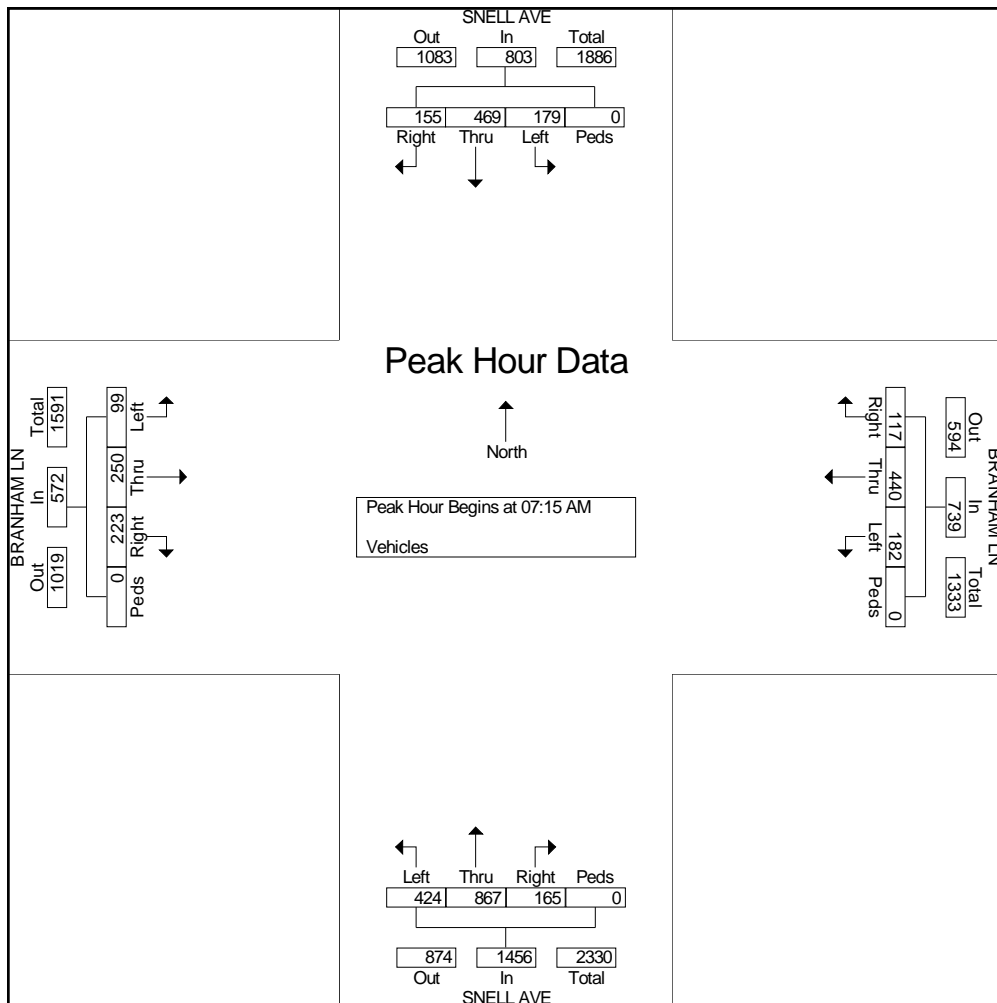 SNELL AVE
Out In Total
1083 803 1886
155 469 179 0
Right Thru Left Peds
Peak Hour Data
North
Peak Hour Begins at 07:15 AM
Vehicles
BRANHAM LN
Total In Out
1591 572 1019
99 250 223 0
Left Thru Right Peds
BRANHAM LN
Out In Total
594 739 1333
117 440 182 0
Right Thru Left Peds
Left Thru Right Peds
424 867 165 0
874 1456 2330
Out In Total
SNELL AVE